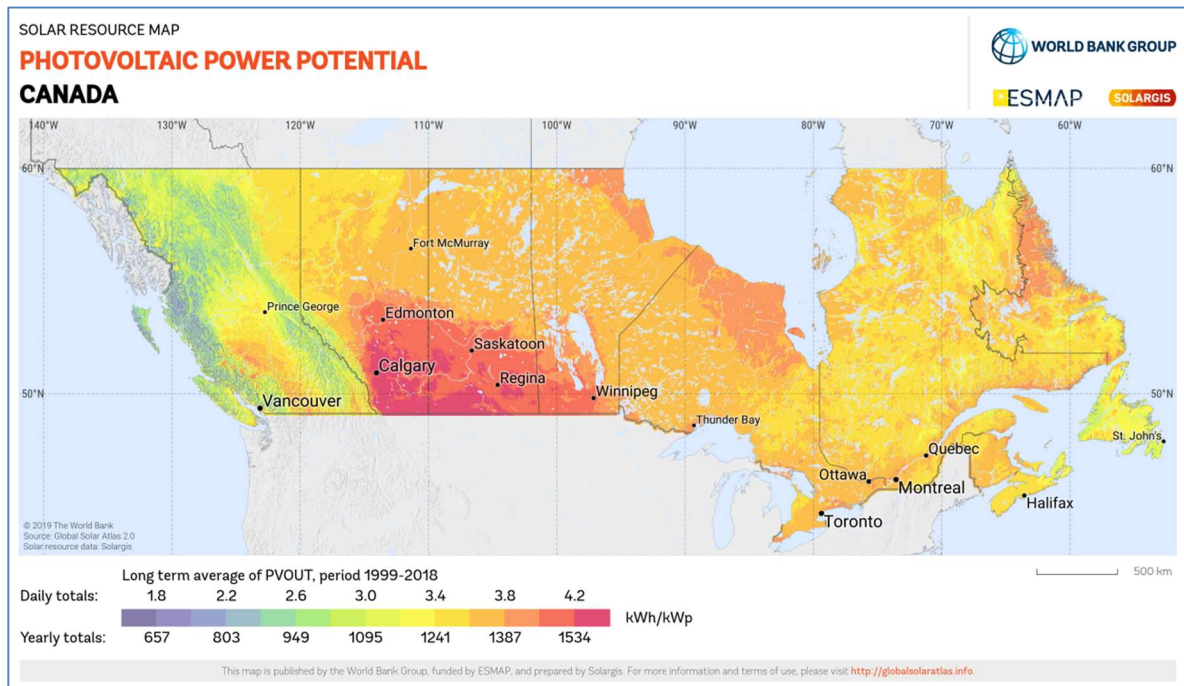 SOLAR RESOURCE MAP
PHOTOVOLTAIC POWER POTENTIAL
CANADA
WORLD BANK GROUP
ESMAP
SOLARGIS
140°W 130°W 120°W 110°W 100°W 90°W 80°W 70°W 60°W
60°N 60°N
Fort McMurray
Prince George
Edmonton
Saskatoon
Calgary
Regina
50°N 50°N
Winnipeg
Vancouver
Thunder Bay
St. John's
Quebec
Ottawa
Montreal
Halifax
Toronto
© 2019 The World Bank
Source: Global Solar Atlas 2.0
Solar resource data: Solargis
Long term average of PVOUT, period 1999-2018
500 km
Daily totals: 1.8 2.2 2.6 3.0 3.4 3.8 4.2
kWh/kWp
Yearly totals: 657 803 949 1095 1241 1387 1534
This map is published by the World Bank Group, funded by ESMAP, and prepared by Solargis. For more information and terms of use, please visit http://globalsolaratlas.info.